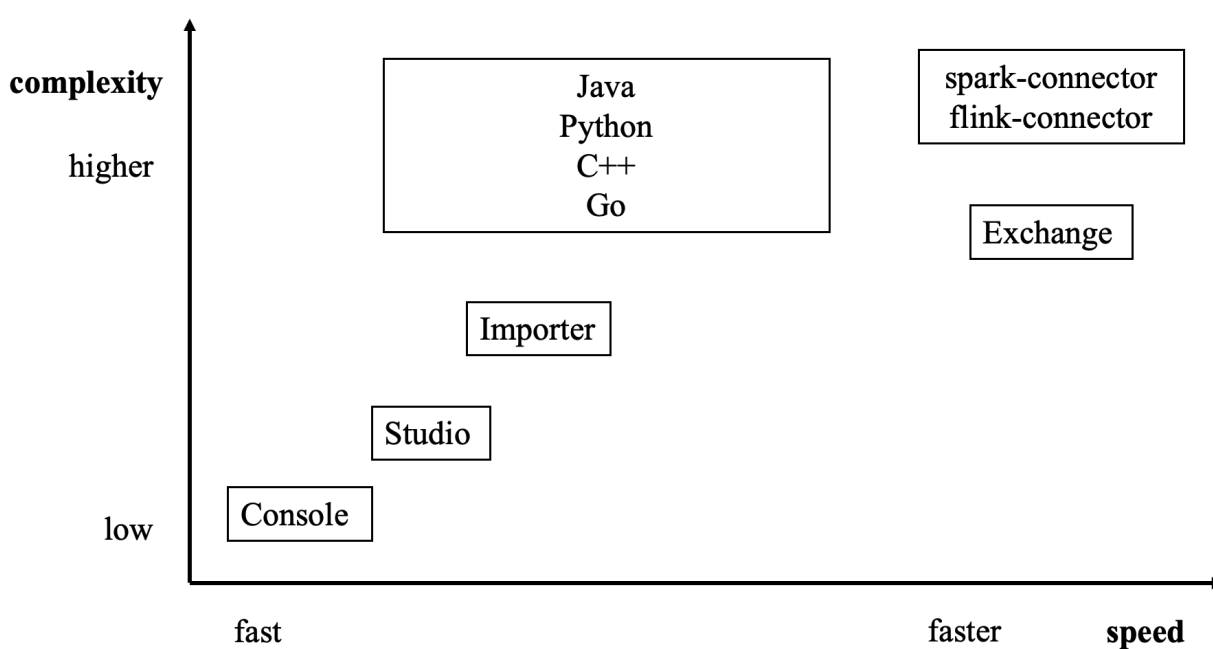 complexity
higher
low
Java
Python
C++
Go
spark-connector
flink-connector
Exchange
Importer
Studio
Console
fast
faster
speed